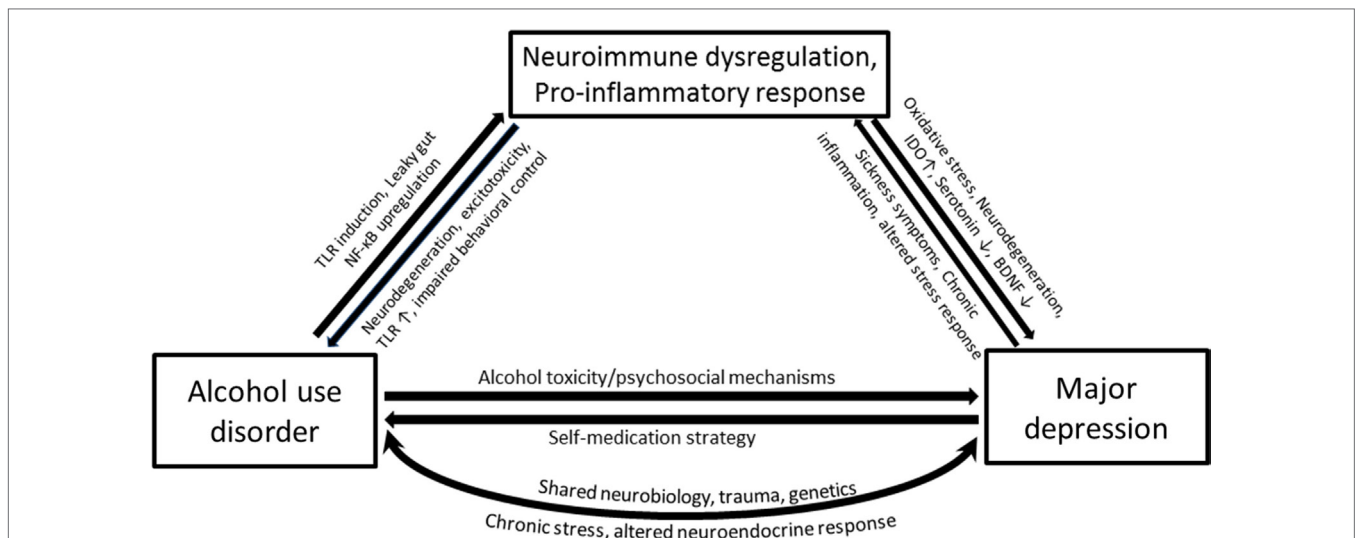 Neuroimmune dysregulation,
Pro-inflammatory response
TLR induction, Leaky gut
NF-κB upregulation
Neurodegeneration, excitotoxicity,
TLR ↑, impaired behavioral control
Oxidative stress, Neurodegeneration,
IDO↑, Serotonin ↓, BDNF ↓
Sickness symptoms, Chronic
inflammation, altered stress response
Alcohol use
disorder
Alcohol toxicity/psychosocial mechanisms
Self-medication strategy
Major
depression
Shared neurobiology, trauma, genetics
Chronic stress, altered neuroendocrine response